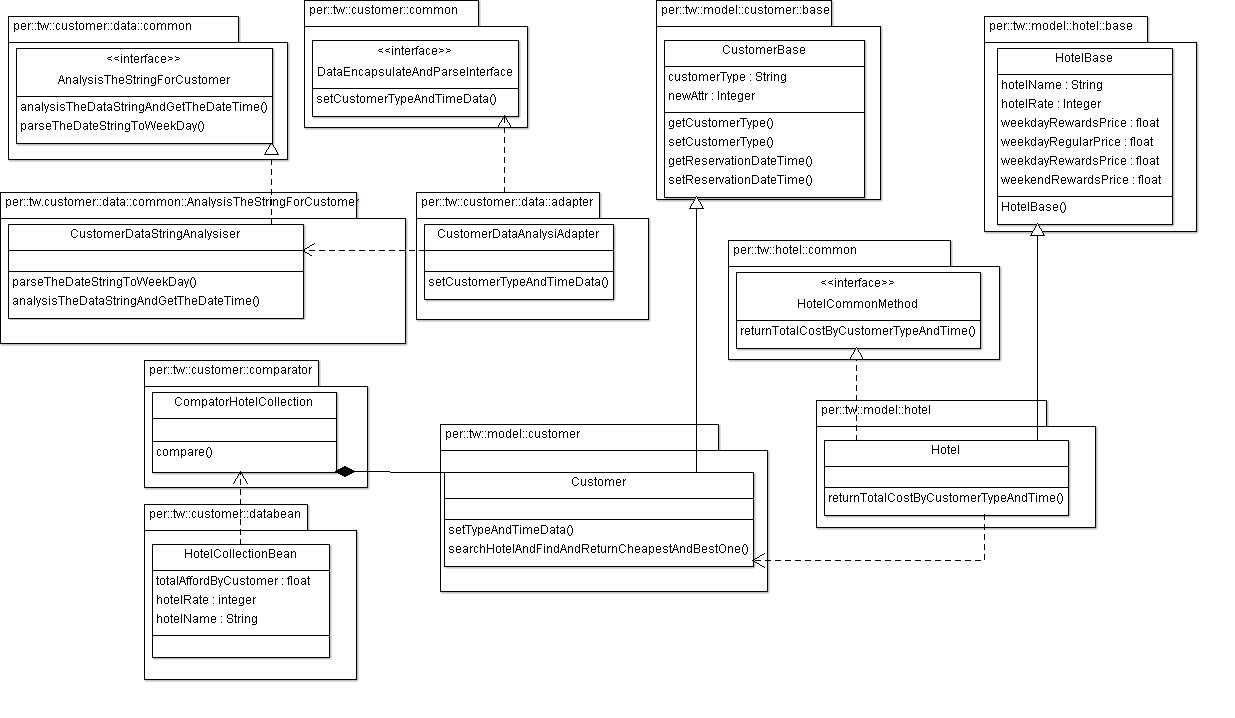 per::tw::customer::data::common
<<interface>>
AnalysisTheStringForCustomer
analysisTheDataStringAndGetTheDateTime()
parseTheDateStringToWeekDay()
per::tw::customer::common
<<interface>>
DataEncapsulateAndParseInterface
setCustomerTypeAndTimeData()
per::tw::model::customer::base
CustomerBase
customerType : String
newAttr : Integer
getCustomerType()
setCustomerType()
getReservationDateTime()
setReservationDateTime()
per::tw::model::hotel::base
HotelBase
hotelName : String
hotelRate : Integer
weekdayRewardsPrice : float
weekdayRegularPrice : float
weekdayRewardsPrice : float
weekendRewardsPrice : float
HotelBase()
per::tw.customer::data::common::AnalysisTheStringForCustomer
CustomerDataStringAnalysiser
parseTheDateStringToWeekDay()
analysisTheDataStringAndGetTheDateTime()
per::tw::customer::data::adapter
CustomerDataAnalysiAdapter
setCustomerTypeAndTimeData()
per::tw::hotel::common
<<interface>>
HotelCommonMethod
returnTotalCostByCustomerTypeAndTime()
per::tw::customer::comparator
CompatorHotelCollection
compare()
per::tw::model::customer
Customer
setTypeAndTimeData()
searchHotelAndFindAndReturnCheapestAndBestOne()
per::tw::model::hotel
Hotel
returnTotalCostByCustomerTypeAndTime()
per::tw::customer::databean
HotelCollectionBean
totalAffordByCustomer : float
hotelRate : integer
hotelName : String